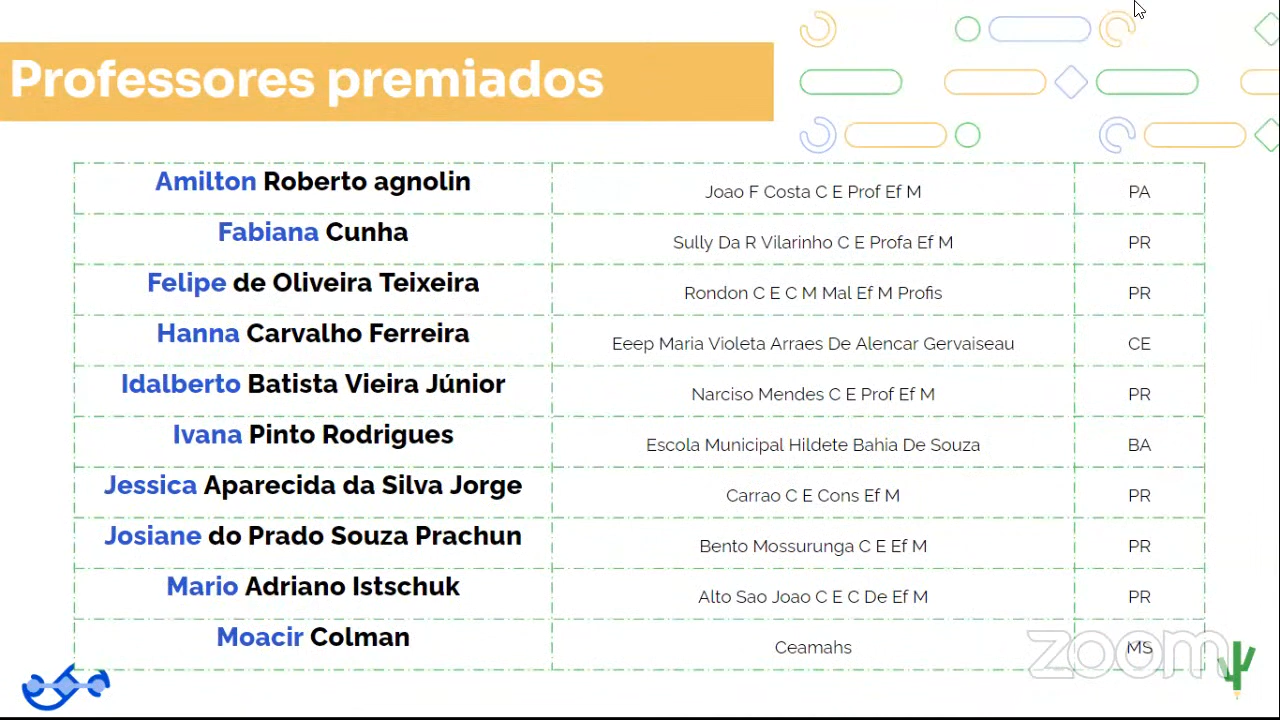 Professores premiados
Amilton Roberto agnolin Joao F Costa C E Prof Ef M PA
Fabiana Cunha Sully Da R Vilarinho C E Profa Ef M PR
Felipe de Oliveira Teixeira Rondon C E C M Mal Ef M Profis PR
Hanna Carvalho Ferreira Eeep Maria Violeta Arraes De Alencar Gervaiseau CE
Idalberto Batista Vieira Júnior Narciso Mendes C E Prof Ef M PR
Ivana Pinto Rodrigues Escola Municipal Hildete Bahia De Souza BA
Jessica Aparecida da Silva Jorge Carrao C E Cons Ef M PR
Josiane do Prado Souza Prachun Bento Mossurunga C E Ef M PR
Mario Adriano Istschuk Alto Sao Joao C E C De Ef M PR
Moacir Colman Ceamahs MS
zoom